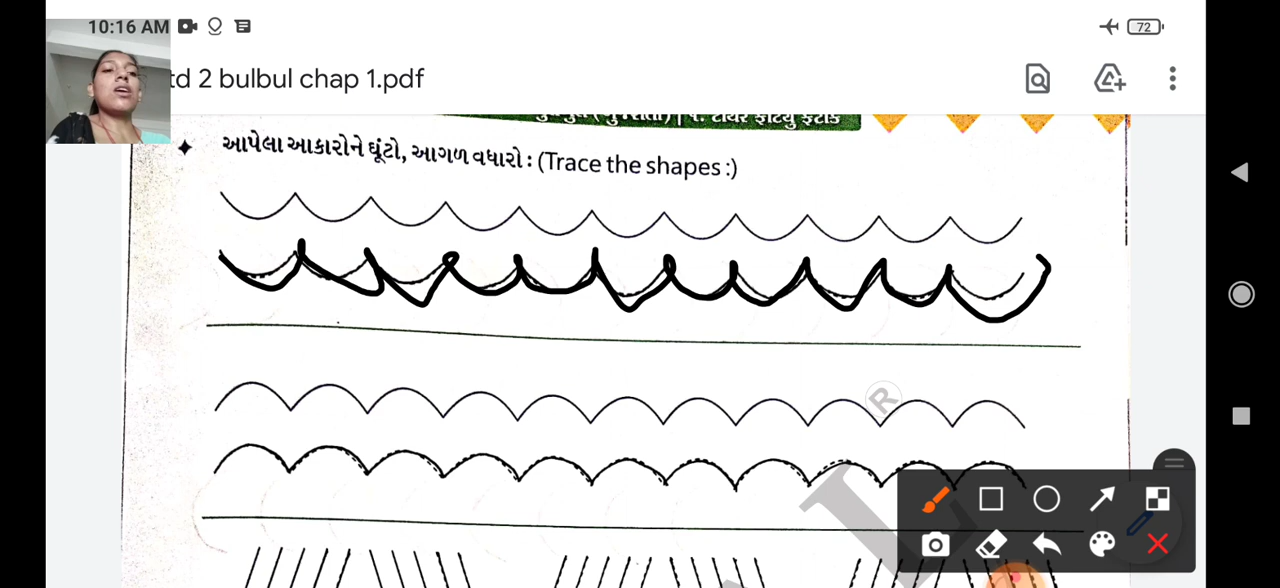 10:16 AM
72
td 2 bulbul chap 1.pdf
આપેલા આકારોને ઘૂંટો, આગળ વધારો : (Trace the shapes :)
®